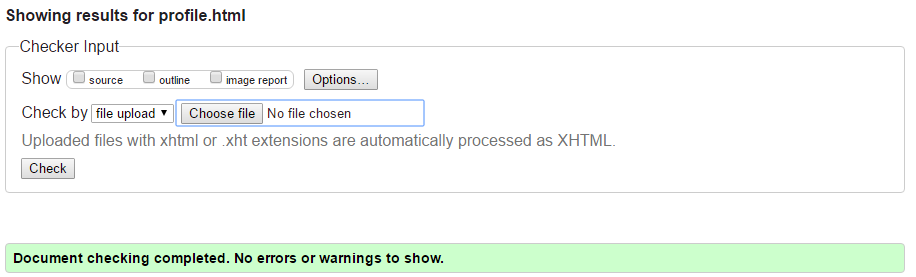 Showing results for profile.html
Checker Input
Show source outline image report Options...
Check by file upload Choose file No file chosen
Uploaded files with xhtml or .xht extensions are automatically processed as XHTML.
Check
Document checking completed. No errors or warnings to show.